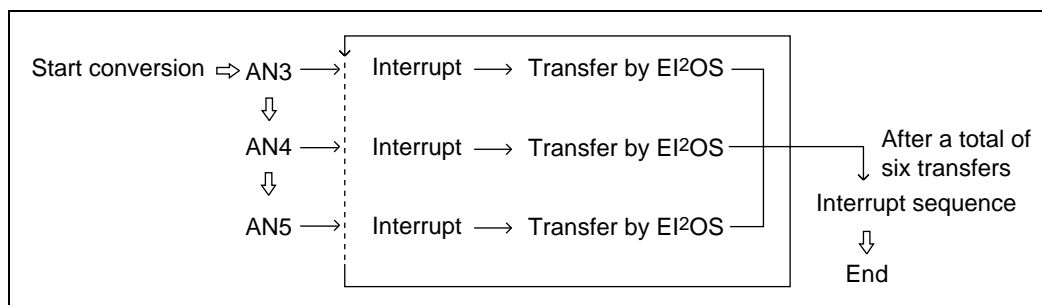 Start conversion ⇨ AN3 → Interrupt → Transfer by EI²OS
AN4 → Interrupt → Transfer by EI²OS
AN5 → Interrupt → Transfer by EI²OS
After a total of
six transfers
Interrupt sequence
End